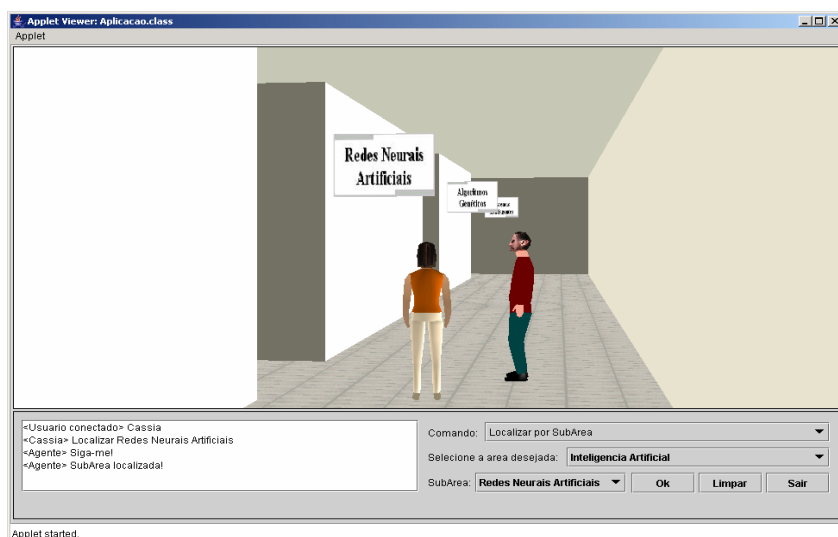 Applet Viewer: Aplicacao.class
Applet
Redes Neurais
Artificiais
Algoritmos
Genéticos
<Usuario conectado> Cassia
<Cassia> Localizar Redes Neurais Artificiais
<Agente> Siga-me!
<Agente> SubArea localizada!
Comando: Localizar por SubArea
Selecione a area desejada: Inteligencia Artificial
SubArea: Redes Neurais Artificiais Ok Limpar Sair
Applet started.